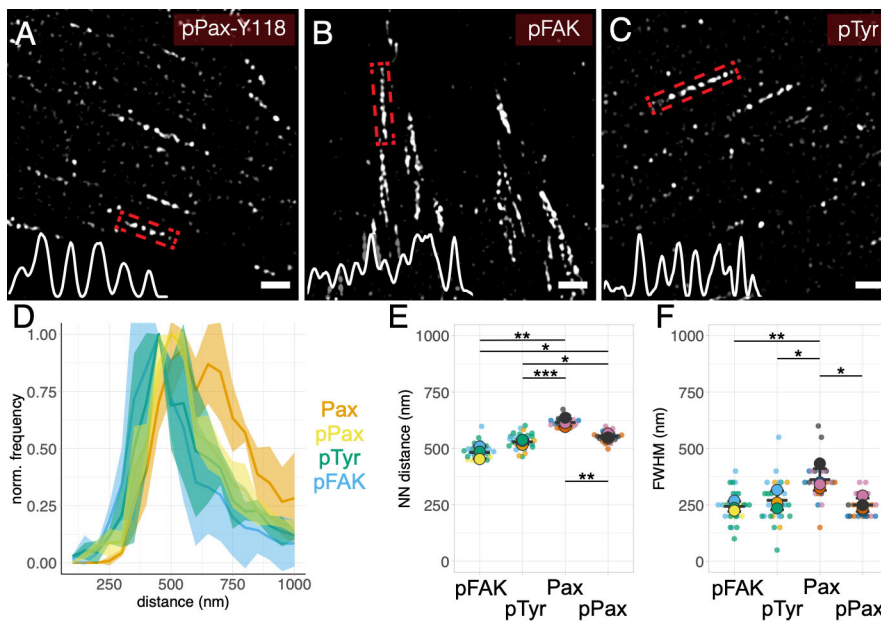 A
pPax-Y118
B
pFAK
C
pTyr
D
1.00
0.75
0.50
0.25
0.00
norm. frequency
250
500
750
1000
distance (nm)
Pax
pPax
pTyr
pFAK
E
1000
750
500
250
0
NN distance (nm)
**
*
*
***
**
pFAK
pTyr
Pax
pPax
F
1000
750
500
250
0
FWHM (nm)
**
*
*
pFAK
pTyr
Pax
pPax